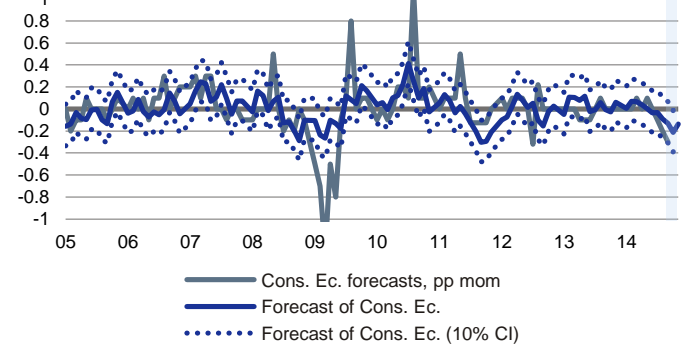 1
0.8
0.6
0.4
0.2
0
-0.2
-0.4
-0.6
-0.8
-1
05 06 07 08 09 10 11 12 13 14
Cons. Ec. forecasts, pp mom
Forecast of Cons. Ec.
Forecast of Cons. Ec. (10% CI)